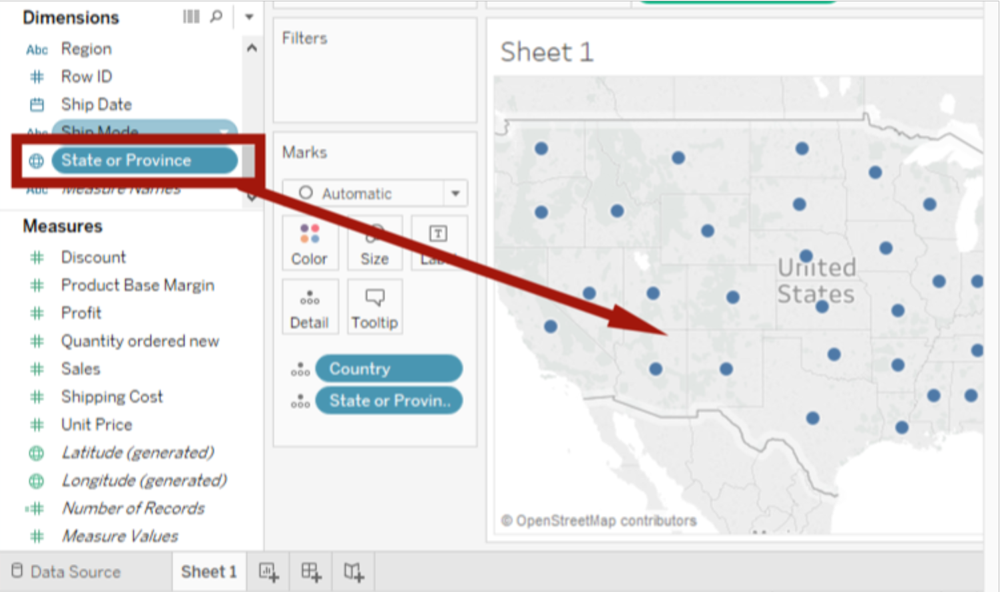 Dimensions
Abc Region
# Row ID
Ship Date
Abc Ship Mode
State or Province
Abc Measure Names
Measures
# Discount
# Product Base Margin
# Profit
# Quantity ordered new
# Sales
# Shipping Cost
# Unit Price
Latitude (generated)
Longitude (generated)
=# Number of Records
# Measure Values
Filters
Marks
Automatic
Color
Size
T
Label
Detail
Tooltip
Country
State or Provin..
Sheet 1
United
States
© OpenStreetMap contributors
Data Source
Sheet 1